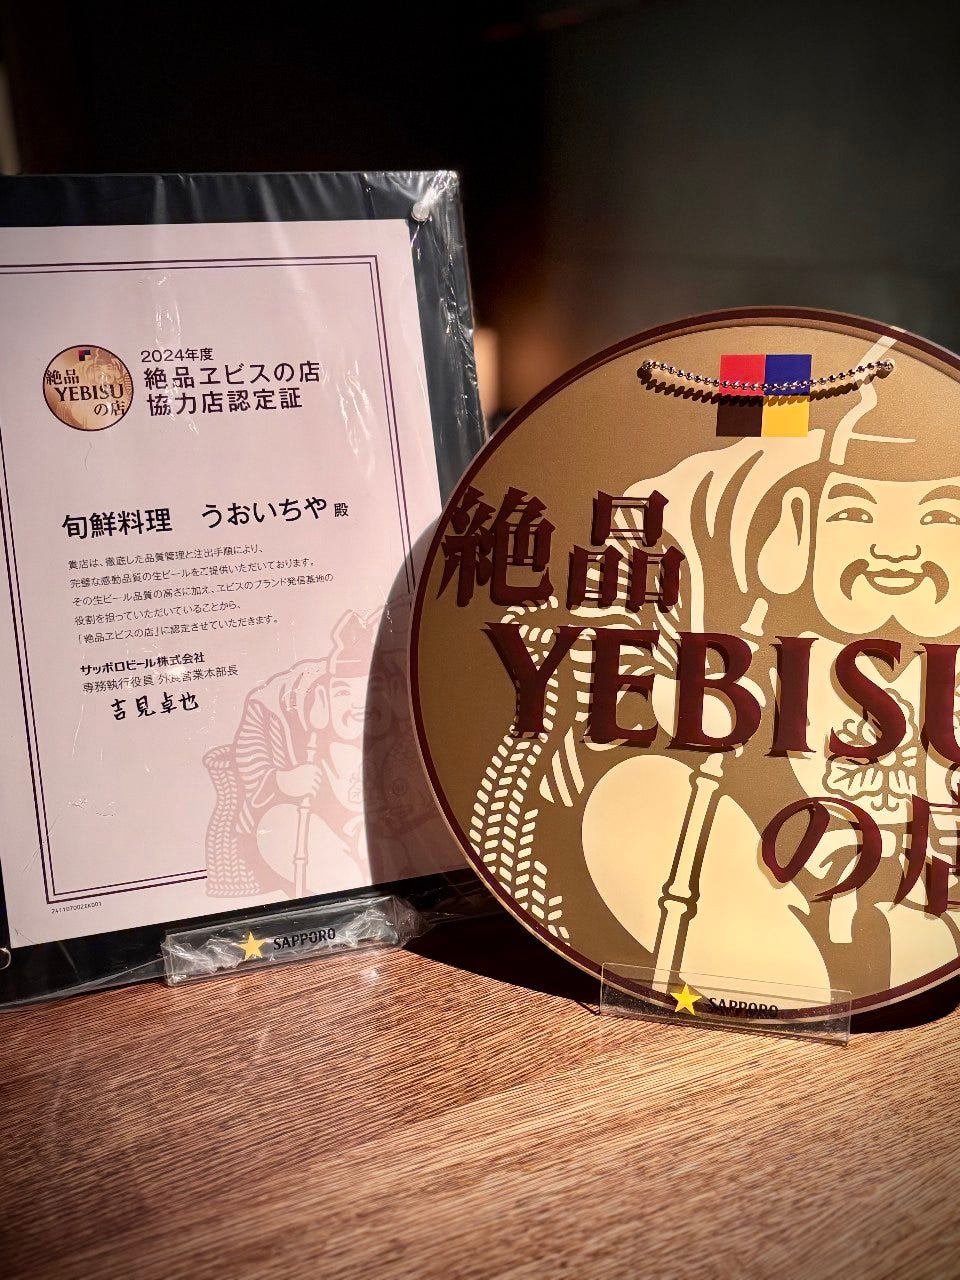 絶品
YEBISU
の店
2024年度
絶品ヱビスの店
協力店認定証
旬鮮料理 うおいちや 殿
貴店は、徹底した品質管理と注出手順により、
完璧な感動品質の生ビールをご提供いただいております。
その生ビール品質の高さに加え、ヱビスのブランド発信基地の
役割を担っていただいていることから、
「絶品ヱビスの店」に認定させていただきます。
サッポロビール株式会社
専務執行役員 外食営業本部長
吉見卓也
SAPPORO
絶品
YEBISU
の店
SAPPORO